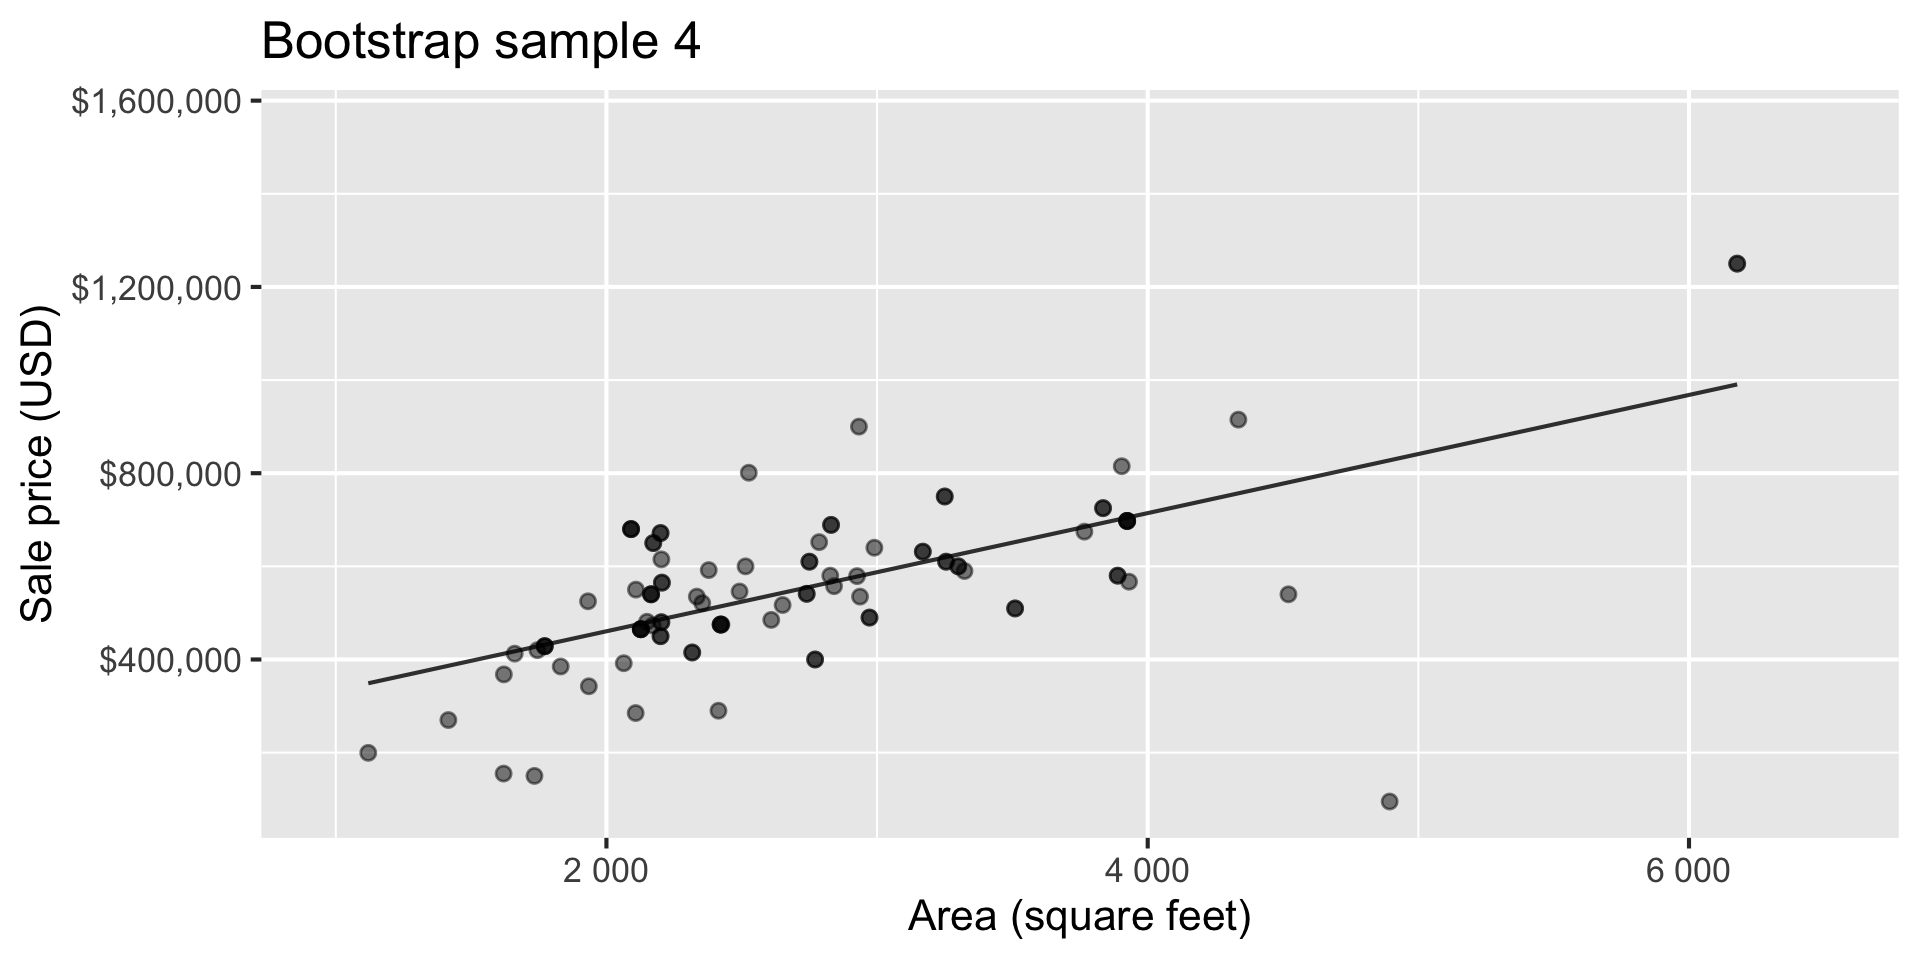 Bootstrap sample 4
$1,600,000
$1,200,000
$800,000
$400,000
Sale price (USD)
2 000 4 000 6 000
Area (square feet)